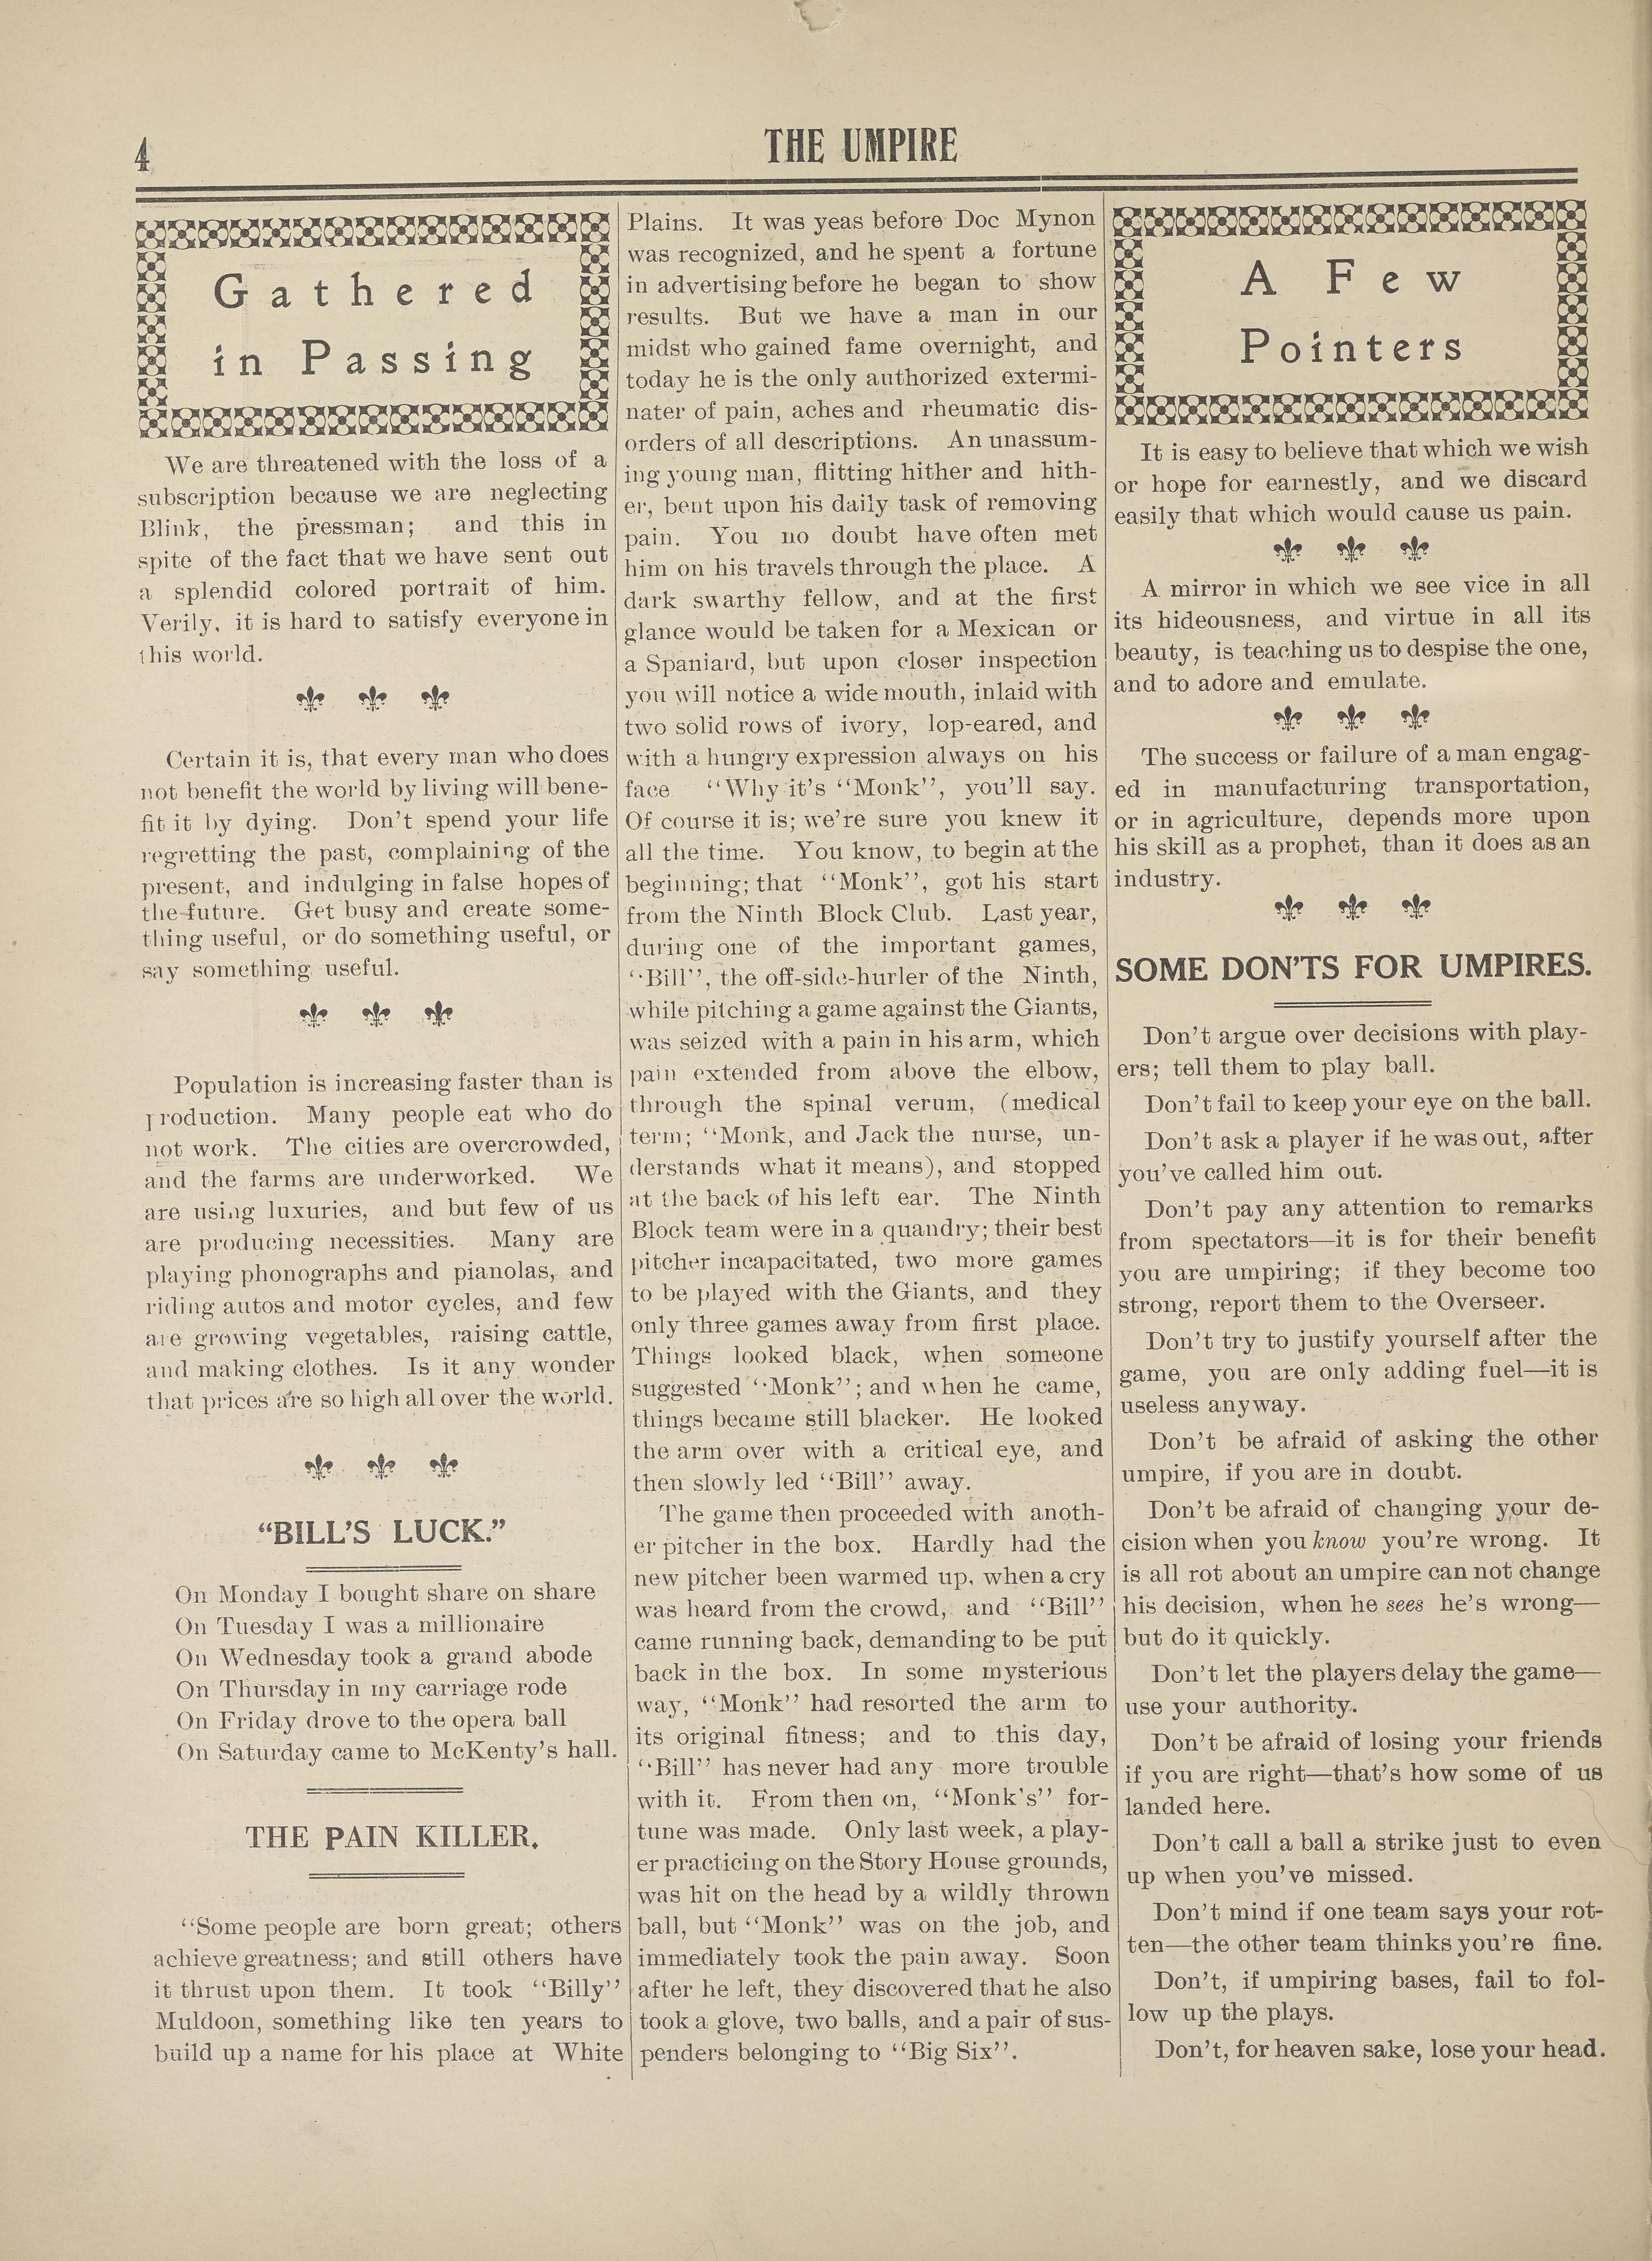 4
THE UMPIRE
Gathered
in Passing
We are threatened with the loss of a
subscription because we are neglecting
Blink, the pressman; and this in
spite of the fact that we have sent out
a splendid colored portrait of him.
Verily, it is hard to satisfy everyone in
this world.
Certain it is, that every man who does
not benefit the world by living will bene-
fit it by dying. Don't spend your life
regretting the past, complaining of the
present, and indulging in false hopes of
the future. Get busy and create some-
thing useful, or do something useful, or
say something useful.
Population is increasing faster than is
production. Many people eat who do
not work. The cities are overcrowded,
and the farms are underworked. We
are using luxuries, and but few of us
are producing necessities. Many are
playing phonographs and pianolas, and
riding autos and motor cycles, and few
are growing vegetables, raising cattle,
and making clothes. Is it any wonder
that prices are so high all over the world.
"BILL'S LUCK."
On Monday I bought share on share
On Tuesday I was a millionaire
On Wednesday took a grand abode
On Thursday in my carriage rode
On Friday drove to the opera ball
On Saturday came to McKenty's hall.
THE PAIN KILLER.
"Some people are born great; others
achieve greatness; and still others have
it thrust upon them. It took "Billy"
Muldoon, something like ten years to
build up a name for his place at White
Plains. It was yeas before Doc Mynon
was recognized, and he spent a fortune
in advertising before he began to show
results. But we have a man in our
midst who gained fame overnight, and
today he is the only authorized extermi-
nater of pain, aches and rheumatic dis-
orders of all descriptions. An unassum-
ing young man, flitting hither and hith-
er, bent upon his daily task of removing
pain. You no doubt have often met
him on his travels through the place. A
dark swarthy fellow, and at the first
glance would be taken for a Mexican or
a Spaniard, but upon closer inspection
you will notice a wide mouth, inlaid with
two solid rows of ivory, lop-eared, and
with a hungry expression always on his
face "Why it's "Monk", you'll say.
Of course it is; we're sure you knew it
all the time. You know, to begin at the
beginning; that "Monk", got his start
from the Ninth Block Club. Last year,
during one of the important games,
"Bill", the off-side-hurler of the Ninth,
while pitching a game against the Giants,
was seized with a pain in his arm, which
pain extended from above the elbow,
through the spinal verum, (medical
term; "Monk, and Jack the nurse, un-
derstands what it means), and stopped
at the back of his left ear. The Ninth
Block team were in a quandry; their best
pitcher incapacitated, two more games
to be played with the Giants, and they
only three games away from first place.
Things looked black, when someone
suggested "Monk"; and when he came,
things became still blacker. He looked
the arm over with a critical eye, and
then slowly led "Bill" away.
The game then proceeded with anoth-
er pitcher in the box. Hardly had the
new pitcher been warmed up, when a cry
was heard from the crowd, and "Bill"
came running back, demanding to be put
back in the box. In some mysterious
way, "Monk" had resorted the arm to
its original fitness; and to this day,
"Bill" has never had any more trouble
with it. From then on, "Monk's" for-
tune was made. Only last week, a play-
er practicing on the Story House grounds,
was hit on the head by a wildly thrown
ball, but "Monk" was on the job, and
immediately took the pain away. Soon
after he left, they discovered that he also
took a glove, two balls, and a pair of sus-
penders belonging to "Big Six".
A Few
Pointers
It is easy to believe that which we wish
or hope for earnestly, and we discard
easily that which would cause us pain.
A mirror in which we see vice in all
its hideousness, and virtue in all its
beauty, is teaching us to despise the one,
and to adore and emulate.
The success or failure of a man engag-
ed in manufacturing transportation,
or in agriculture, depends more upon
his skill as a prophet, than it does as an
industry.
SOME DON'TS FOR UMPIRES.
Don't argue over decisions with play-
ers; tell them to play ball.
Don't fail to keep your eye on the ball.
Don't ask a player if he was out, after
you've called him out.
Don't pay any attention to remarks
from spectators—it is for their benefit
you are umpiring; if they become too
strong, report them to the Overseer.
Don't try to justify yourself after the
game, you are only adding fuel—it is
useless anyway.
Don't be afraid of asking the other
umpire, if you are in doubt.
Don't be afraid of changing your de-
cision when you know you're wrong. It
is all rot about an umpire can not change
his decision, when he sees he's wrong—
but do it quickly.
Don't let the players delay the game—
use your authority.
Don't be afraid of losing your friends
if you are right—that's how some of us
landed here.
Don't call a ball a strike just to even
up when you've missed.
Don't mind if one team says your rot-
ten—the other team thinks you're fine.
Don't, if umpiring bases, fail to fol-
low up the plays.
Don't, for heaven sake, lose your head.